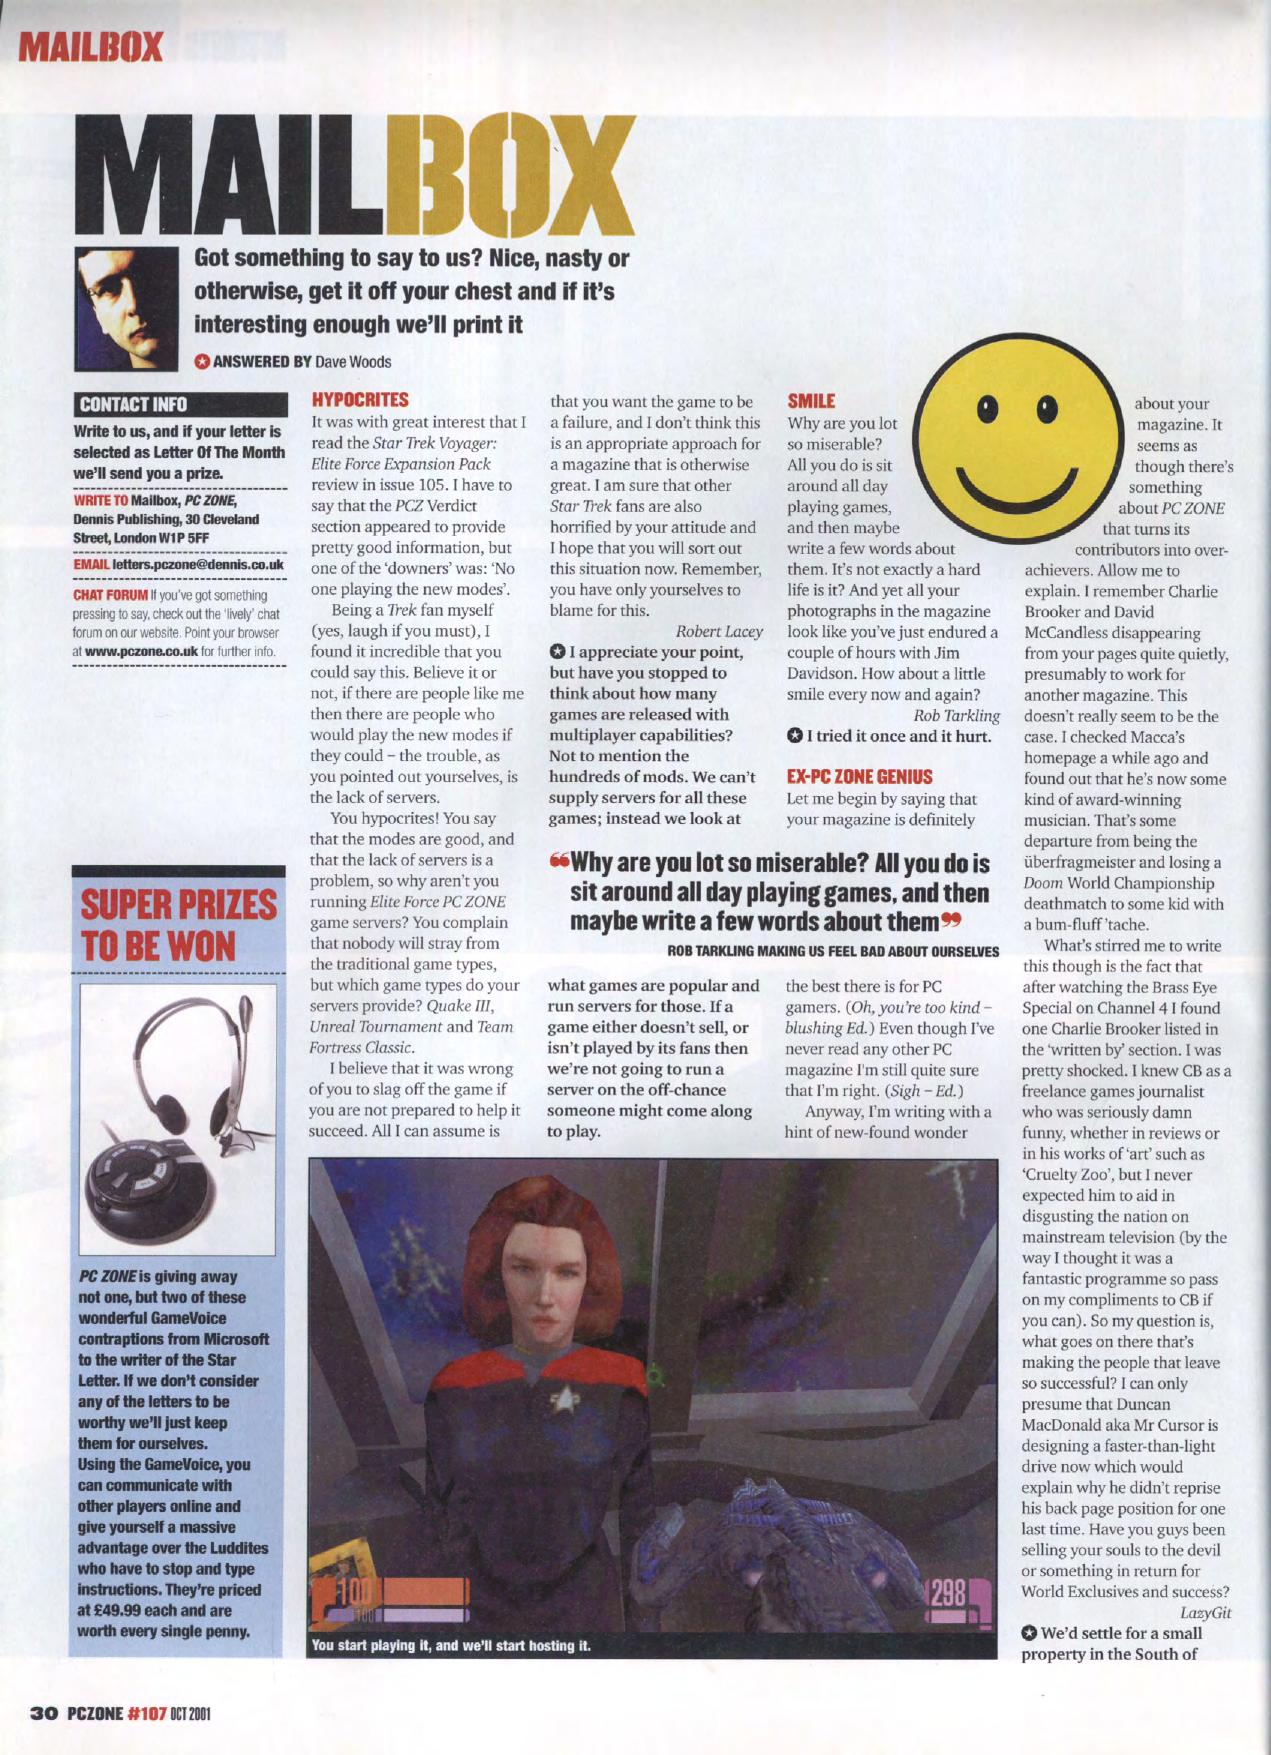 MAILBOX
MAILBOX
Got something to say to us? Nice, nasty or
otherwise, get it off your chest and if it's
interesting enough we'll print it
ANSWERED BY Dave Woods
CONTACT INFO
Write to us, and if your letter is
selected as Letter Of The Month
we'll send you a prize.
WRITE TO Mailbox, PC ZONE,
Dennis Publishing, 30 Cleveland
Street, London W1P 5FF
EMAIL letters.pczone@dennis.co.uk
CHAT FORUM If you've got something
pressing to say, check out the 'lively' chat
forum on our website. Point your browser
at www.pczone.co.uk for further info.
SUPER PRIZES
TO BE WON
PC ZONE is giving away
not one, but two of these
wonderful GameVoice
contraptions from Microsoft
to the writer of the Star
Letter. If we don't consider
any of the letters to be
worthy we'll just keep
them for ourselves.
Using the GameVoice, you
can communicate with
other players online and
give yourself a massive
advantage over the Luddites
who have to stop and type
instructions. They're priced
at £49.99 each and are
worth every single penny.
HYPOCRITES
It was with great interest that I
read the Star Trek Voyager:
Elite Force Expansion Pack
review in issue 105. I have to
say that the PCZ Verdict
section appeared to provide
pretty good information, but
one of the 'downers' was: 'No
one playing the new modes'.
Being a Trek fan myself
(yes, laugh if you must), I
found it incredible that you
could say this. Believe it or
not, if there are people like me
then there are people who
would play the new modes if
they could – the trouble, as
you pointed out yourselves, is
the lack of servers.
You hypocrites! You say
that the modes are good, and
that the lack of servers is a
problem, so why aren't you
running Elite Force PC ZONE
game servers? You complain
that nobody will stray from
the traditional game types,
but which game types do your
servers provide? Quake III,
Unreal Tournament and Team
Fortress Classic.
I believe that it was wrong
of you to slag off the game if
you are not prepared to help it
succeed. All I can assume is
that you want the game to be
a failure, and I don't think this
is an appropriate approach for
a magazine that is otherwise
great. I am sure that other
Star Trek fans are also
horrified by your attitude and
I hope that you will sort out
this situation now. Remember,
you have only yourselves to
blame for this.
Robert Lacey
I appreciate your point,
but have you stopped to
think about how many
games are released with
multiplayer capabilities?
Not to mention the
hundreds of mods. We can't
supply servers for all these
games; instead we look at
what games are popular and
run servers for those. If a
game either doesn't sell, or
isn't played by its fans then
we're not going to run a
server on the off-chance
someone might come along
to play.
SMILE
Why are you lot
so miserable?
All you do is sit
around all day
playing games,
and then maybe
write a few words about
them. It's not exactly a hard
life is it? And yet all your
photographs in the magazine
look like you've just endured a
couple of hours with Jim
Davidson. How about a little
smile every now and again?
Rob Tarkling
I tried it once and it hurt.
EX-PC ZONE GENIUS
Let me begin by saying that
your magazine is definitely
“Why are you lot so miserable? All you do is
sit around all day playing games, and then
maybe write a few words about them”
ROB TARKLING MAKING US FEEL BAD ABOUT OURSELVES
the best there is for PC
gamers. (Oh, you're too kind –
blushing Ed.) Even though I've
never read any other PC
magazine I'm still quite sure
that I'm right. (Sigh – Ed.)
Anyway, I'm writing with a
hint of new-found wonder
about your
magazine. It
seems as
though there's
something
about PC ZONE
that turns its
contributors into over-
achievers. Allow me to
explain. I remember Charlie
Brooker and David
McCandless disappearing
from your pages quite quietly,
presumably to work for
another magazine. This
doesn't really seem to be the
case. I checked Macca's
homepage a while ago and
found out that he's now some
kind of award-winning
musician. That's some
departure from being the
überfragmeister and losing a
Doom World Championship
deathmatch to some kid with
a bum-fluff 'tache.
What's stirred me to write
this though is the fact that
after watching the Brass Eye
Special on Channel 4 I found
one Charlie Brooker listed in
the 'written by' section. I was
pretty shocked. I knew CB as a
freelance games journalist
who was seriously damn
funny, whether in reviews or
in his works of 'art' such as
'Cruelty Zoo', but I never
expected him to aid in
disgusting the nation on
mainstream television (by the
way I thought it was a
fantastic programme so pass
on my compliments to CB if
you can). So my question is,
what goes on there that's
making the people that leave
so successful? I can only
presume that Duncan
MacDonald aka Mr Cursor is
designing a faster-than-light
drive now which would
explain why he didn't reprise
his back page position for one
last time. Have you guys been
selling your souls to the devil
or something in return for
World Exclusives and success?
LazyGit
We'd settle for a small
property in the South of
100
100
298
You start playing it, and we'll start hosting it.
30 PCZONE #107 OCT 2001